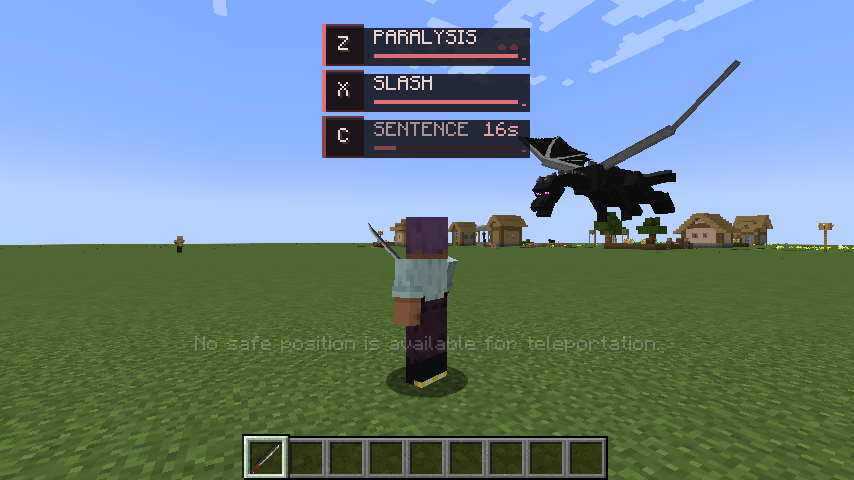 Z PARALYSIS
X SLASH
C SENTENCE 16s
No safe position is available for teleportation.